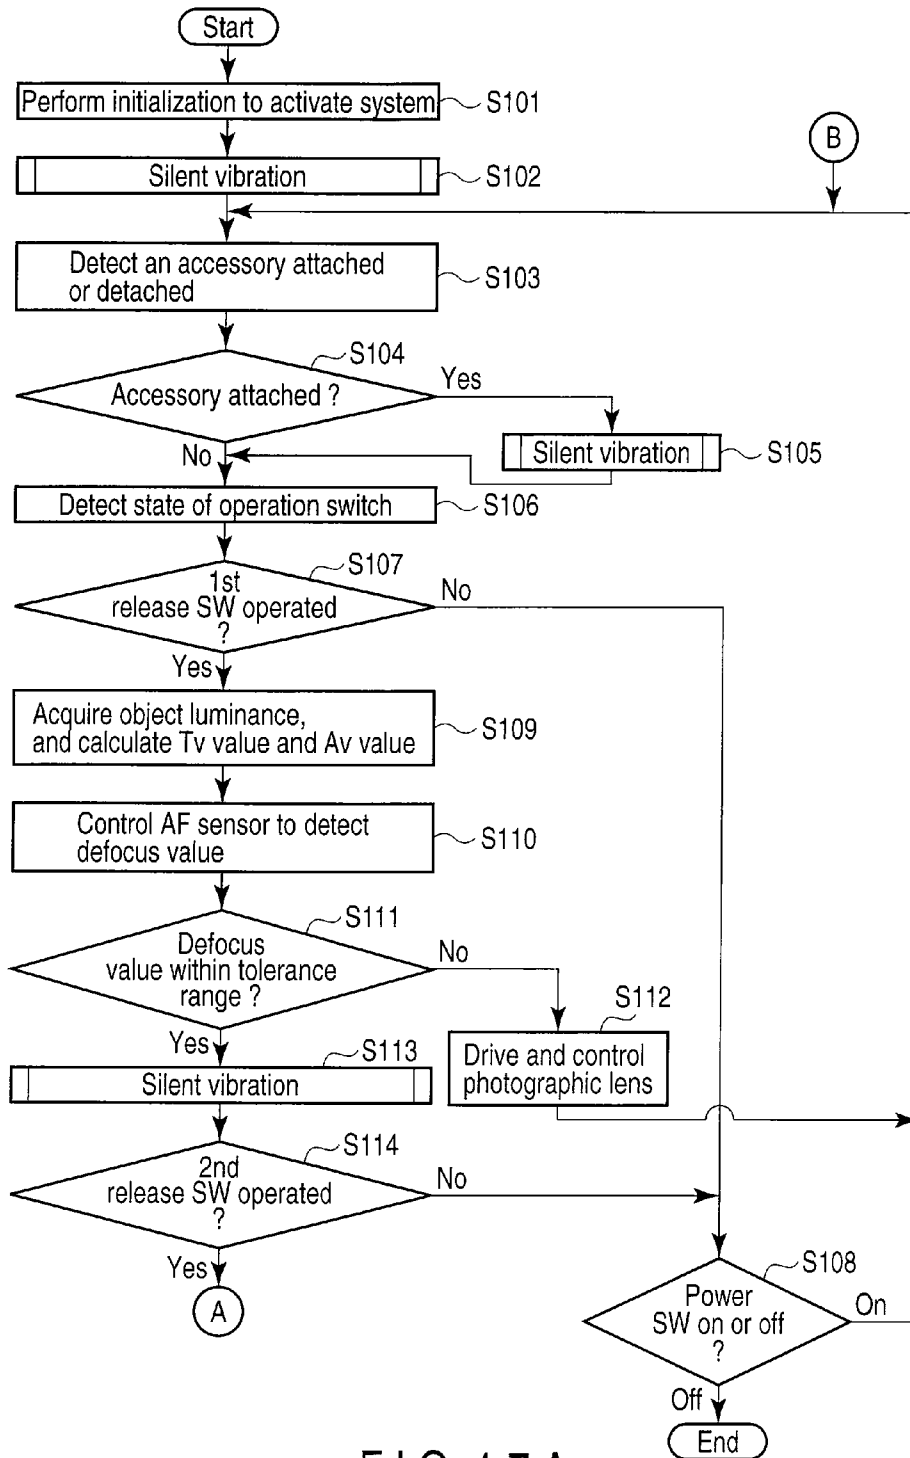 Start
Perform initialization to activate system
S101
B
Silent vibration
S102
Detect an accessory attached
or detached
S103
S104
Accessory attached ?
Yes
No
Silent vibration
S105
Detect state of operation switch
S106
S107
1st
release SW operated
?
No
Yes
Acquire object luminance,
and calculate Tv value and Av value
S109
Control AF sensor to detect
defocus value
S110
S111
Defocus
value within tolerance
range ?
No
Yes
S112
Drive and control
photographic lens
S113
Silent vibration
S114
2nd
release SW operated
?
No
Yes
A
S108
Power
SW on or off
?
On
Off
End